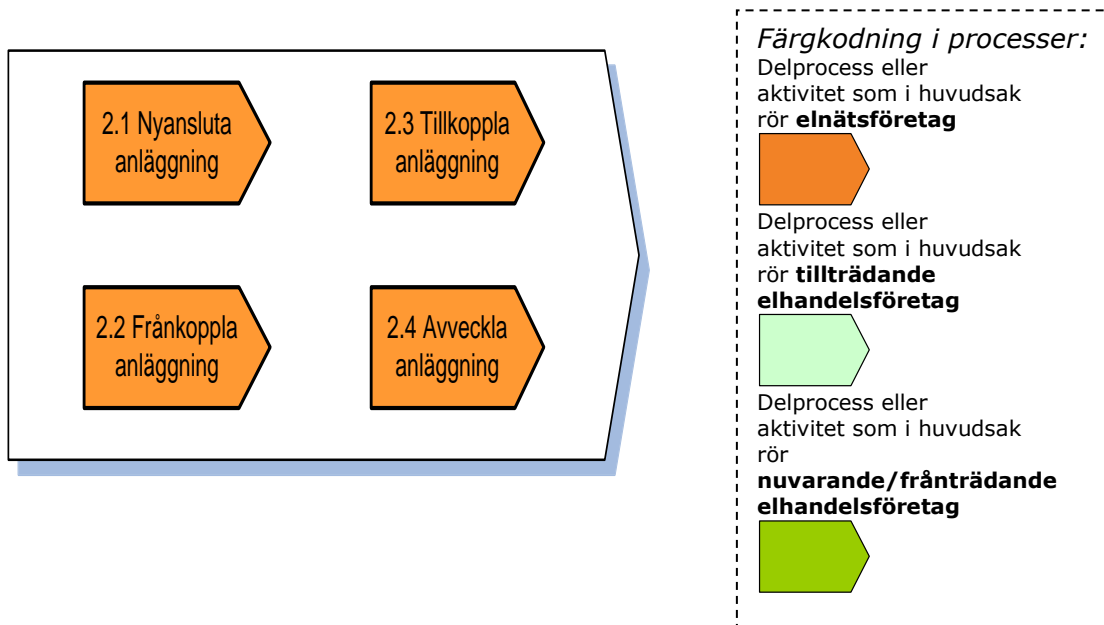 2.1 Nyansluta
anläggning
2.3 Tillkoppla
anläggning
2.2 Frånkoppla
anläggning
2.4 Avveckla
anläggning
Färgkodning i processer:
Delprocess eller
aktivitet som i huvudsak
rör elnätsföretag
Delprocess eller
aktivitet som i huvudsak
rör tillträdande
elhandelsföretag
Delprocess eller
aktivitet som i huvudsak
rör
nuvarande/frånträdande
elhandelsföretag